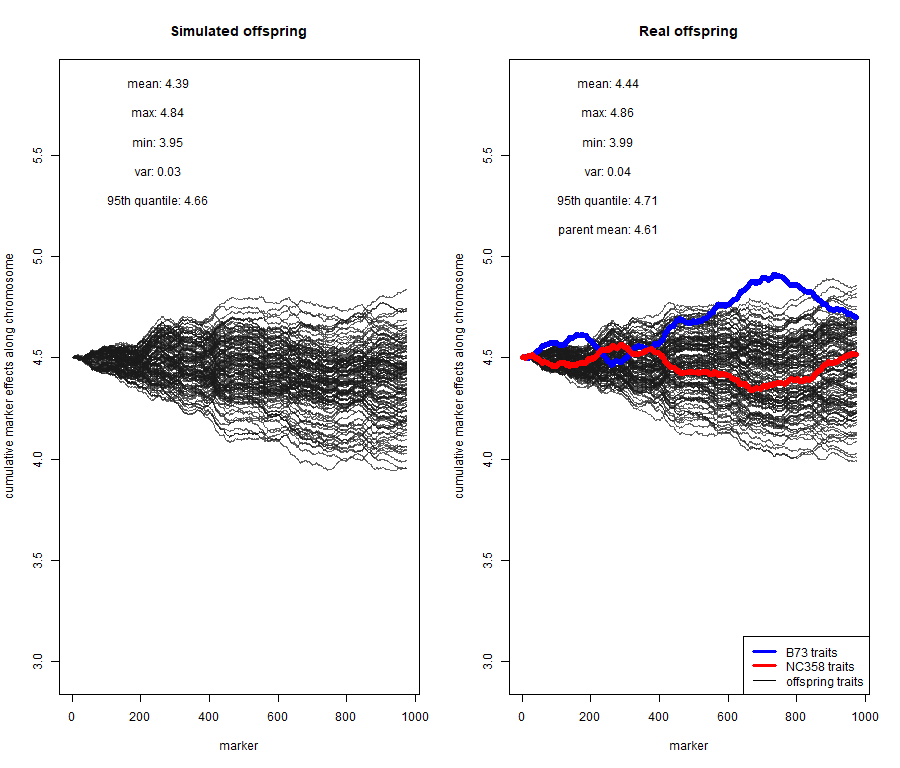 Simulated offspring
mean: 4.39
max: 4.84
min: 3.95
var: 0.03
95th quantile: 4.66
cumulative marker effects along chromosome
5.5
5.0
4.5
4.0
3.5
3.0
0 200 400 600 800 1000
marker
Real offspring
mean: 4.44
max: 4.86
min: 3.99
var: 0.04
95th quantile: 4.71
parent mean: 4.61
cumulative marker effects along chromosome
5.5
5.0
4.5
4.0
3.5
3.0
B73 traits
NC358 traits
offspring traits
0 200 400 600 800 1000
marker